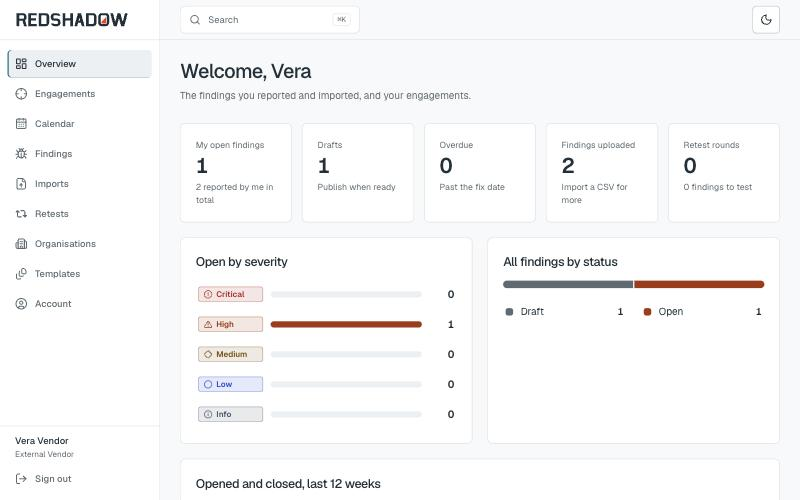 REDSHADOW
Search
⌘K
Overview
Engagements
Calendar
Findings
Imports
Retests
Organisations
Templates
Account
Vera Vendor
External Vendor
Sign out
Welcome, Vera
The findings you reported and imported, and your engagements.
My open findings
1
2 reported by me in
total
Drafts
1
Publish when ready
Overdue
0
Past the fix date
Findings uploaded
2
Import a CSV for
more
Retest rounds
0
0 findings to test
Open by severity
Critical 0
High 1
Medium 0
Low 0
Info 0
All findings by status
Draft 1 Open 1
Opened and closed, last 12 weeks